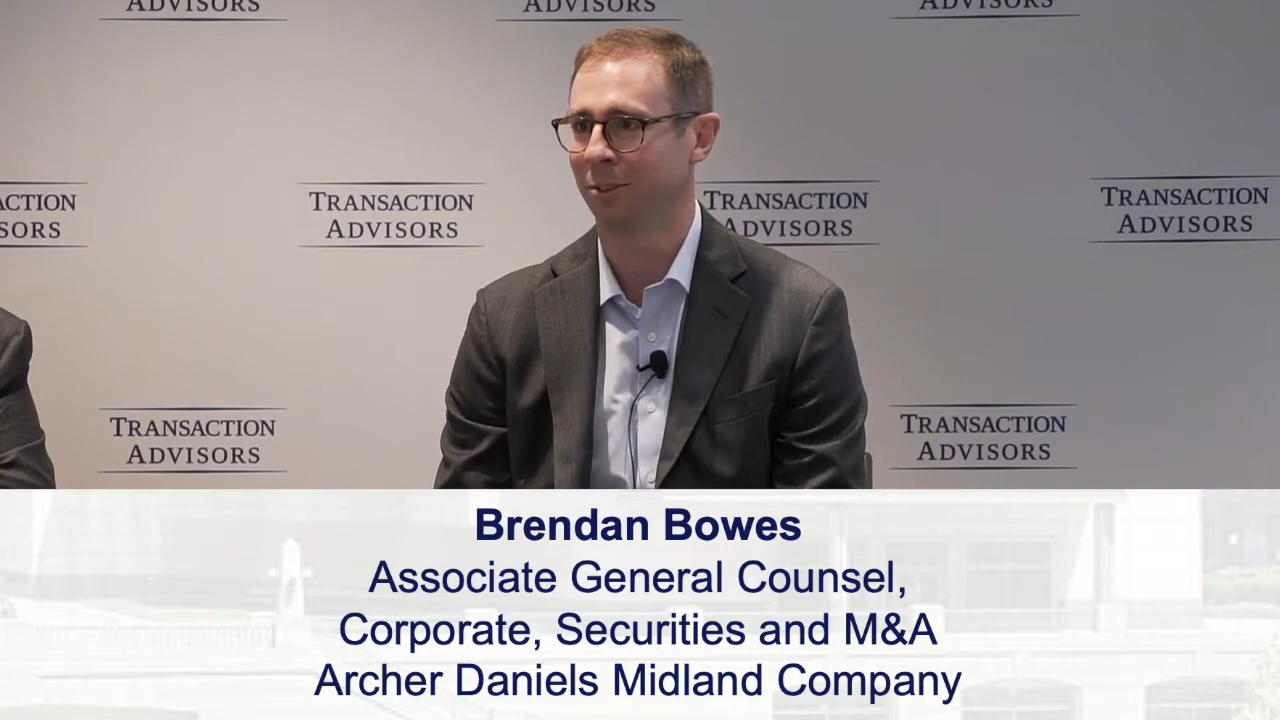 ADVISORS ADVISORS ADVISORS
ACTION SORS
TRANSACTION
ADVISORS
TRANSACTION
ADVISORS
TRANSACTION
ADVISORS
TRANSACTION
ADVISORS
TRANSACTION
ADVISORS
Brendan Bowes
Associate General Counsel,
Corporate, Securities and M&A
Archer Daniels Midland Company